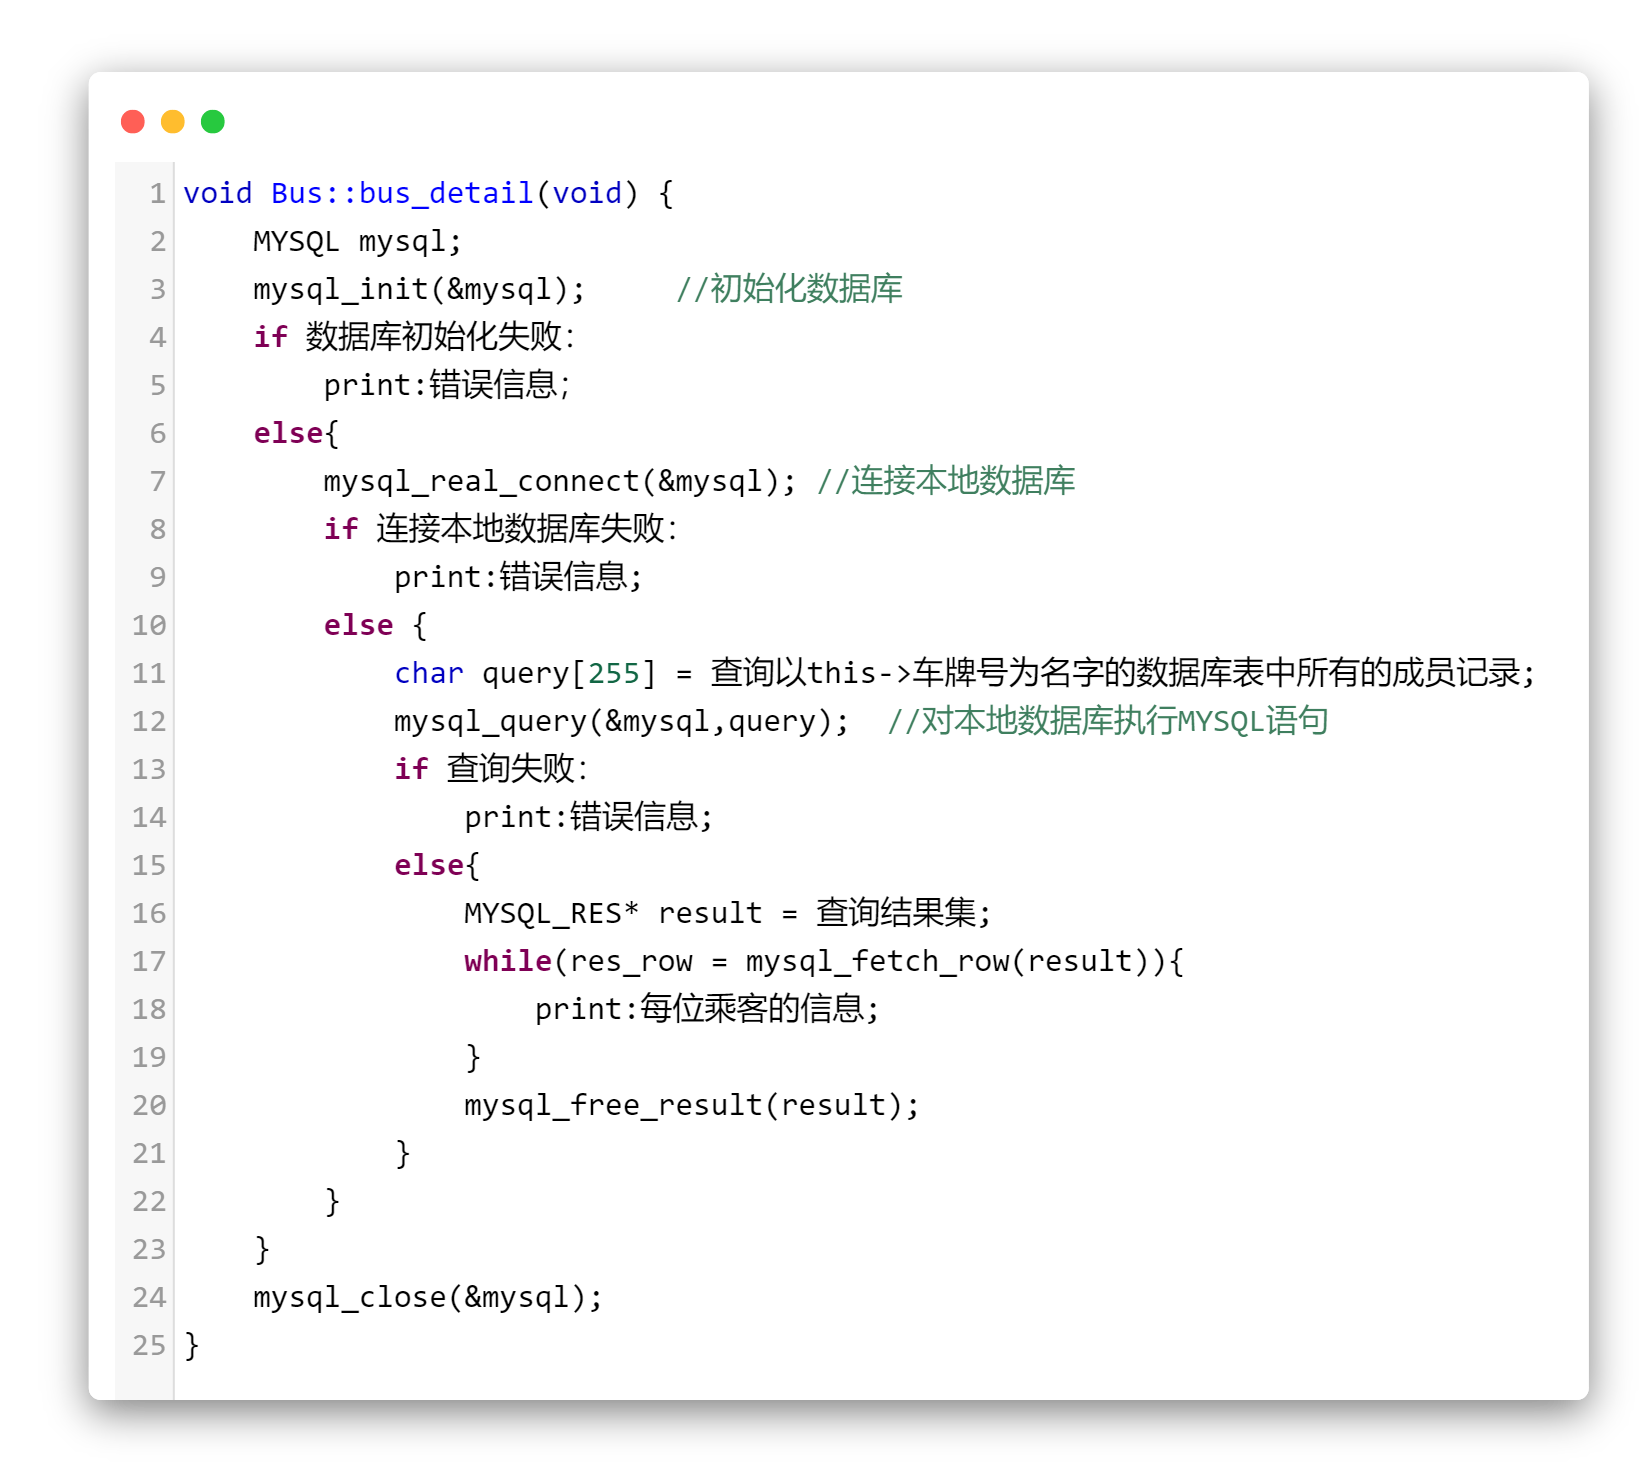 1 void Bus::bus_detail(void) {
2     MYSQL mysql;
3     mysql_init(&mysql);     //初始化数据库
4     if 数据库初始化失败:
5         print:错误信息;
6     else{
7         mysql_real_connect(&mysql); //连接本地数据库
8         if 连接本地数据库失败:
9             print:错误信息;
10         else {
11             char query[255] = 查询以this->车牌号为名字的数据库表中所有的成员记录;
12             mysql_query(&mysql,query);  //对本地数据库执行MYSQL语句
13             if 查询失败:
14                 print:错误信息;
15             else{
16                 MYSQL_RES* result = 查询结果集;
17                 while(res_row = mysql_fetch_row(result)){
18                     print:每位乘客的信息;
19                 }
20                 mysql_free_result(result);
21             }
22         }
23     }
24     mysql_close(&mysql);
25 }